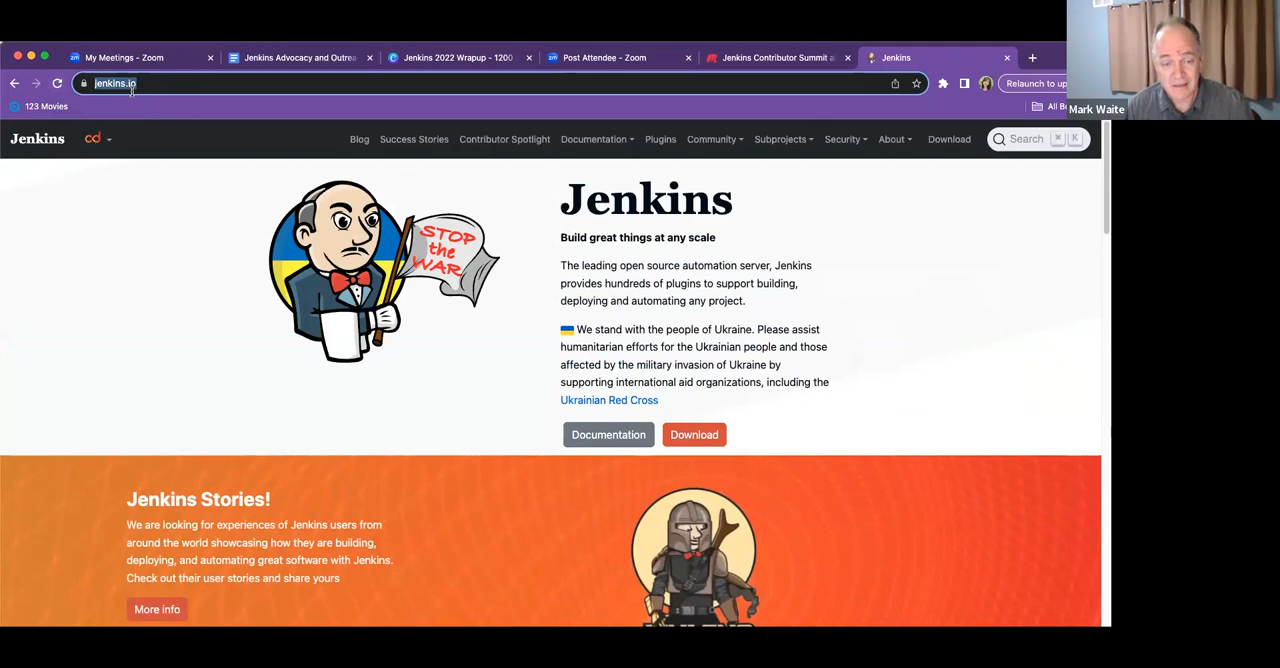 My Meetings - Zoom
Jenkins Advocacy and Outrea
Jenkins 2022 Wrapup - 1200
Post Attendee - Zoom
Jenkins Contributor Summit a
Jenkins
jenkins.io
Relaunch to up
123 Movies
All Bo
Mark Waite
Jenkins
cd
Blog
Success Stories
Contributor Spotlight
Documentation
Plugins
Community
Subprojects
Security
About
Download
Search ⌘ K
STOP
the
WAR
Jenkins
Build great things at any scale
The leading open source automation server, Jenkins
provides hundreds of plugins to support building,
deploying and automating any project.
We stand with the people of Ukraine. Please assist
humanitarian efforts for the Ukrainian people and those
affected by the military invasion of Ukraine by
supporting international aid organizations, including the
Ukrainian Red Cross
Documentation
Download
Jenkins Stories!
We are looking for experiences of Jenkins users from
around the world showcasing how they are building,
deploying, and automating great software with Jenkins.
Check out their user stories and share yours
More info